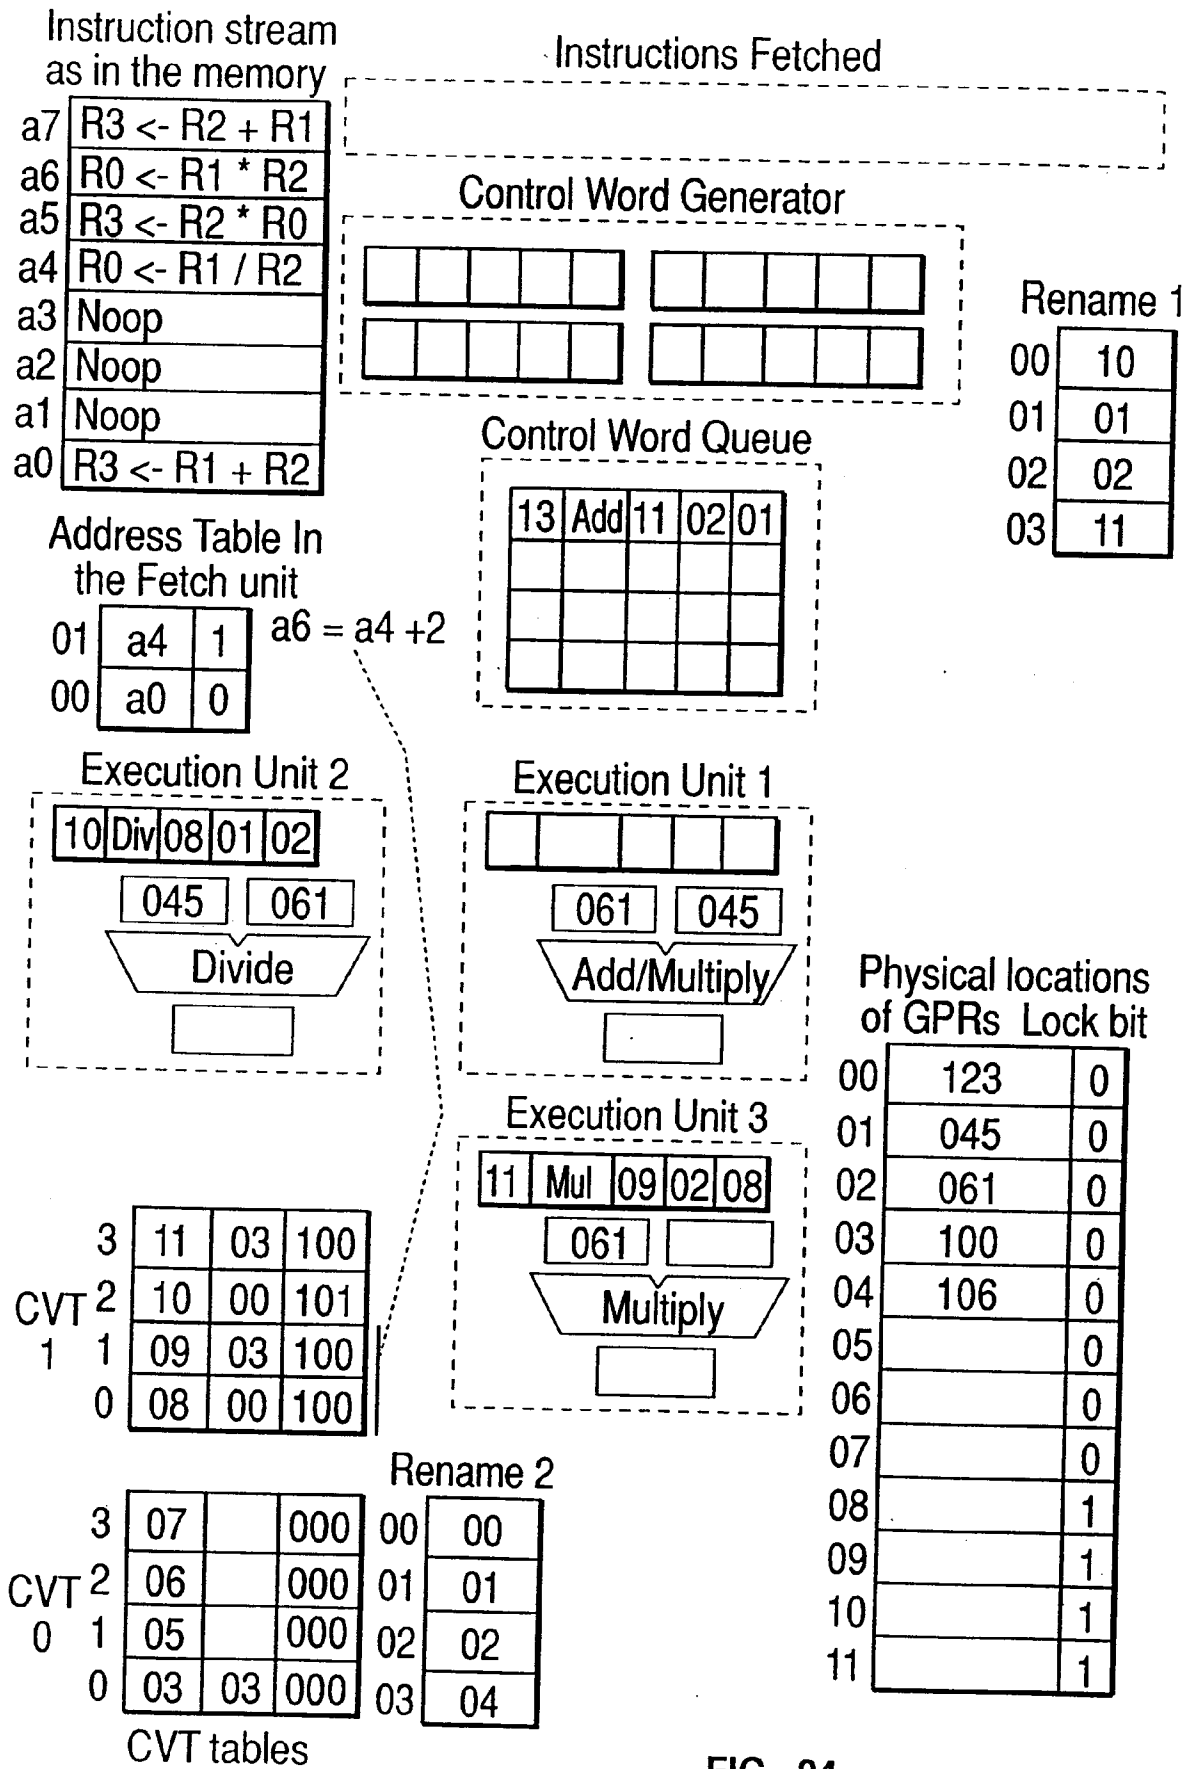 Instruction stream
as in the memory
a7 R3 <- R2 + R1
a6 R0 <- R1 * R2
a5 R3 <- R2 * R0
a4 R0 <- R1 / R2
a3 Noop
a2 Noop
a1 Noop
a0 R3 <- R1 + R2
Instructions Fetched
Control Word Generator
Rename 1
00 10
01 01
02 02
03 11
Control Word Queue
13 Add 11 02 01
Address Table In
the Fetch unit
01 a4 1
00 a0 0
a6 = a4 +2
Execution Unit 2
10 Div 08 01 02
045 061
Divide
Execution Unit 1
061 045
Add/Multiply
Execution Unit 3
11 Mul 09 02 08
061
Multiply
Physical locations
of GPRs Lock bit
00 123 0
01 045 0
02 061 0
03 100 0
04 106 0
05 0
06 0
07 0
08 1
09 1
10 1
11 1
CVT 1
3 11 03 100
2 10 00 101
1 09 03 100
0 08 00 100
CVT 0
3 07 000
2 06 000
1 05 000
0 03 03 000
CVT tables
Rename 2
00 00
01 01
02 02
03 04